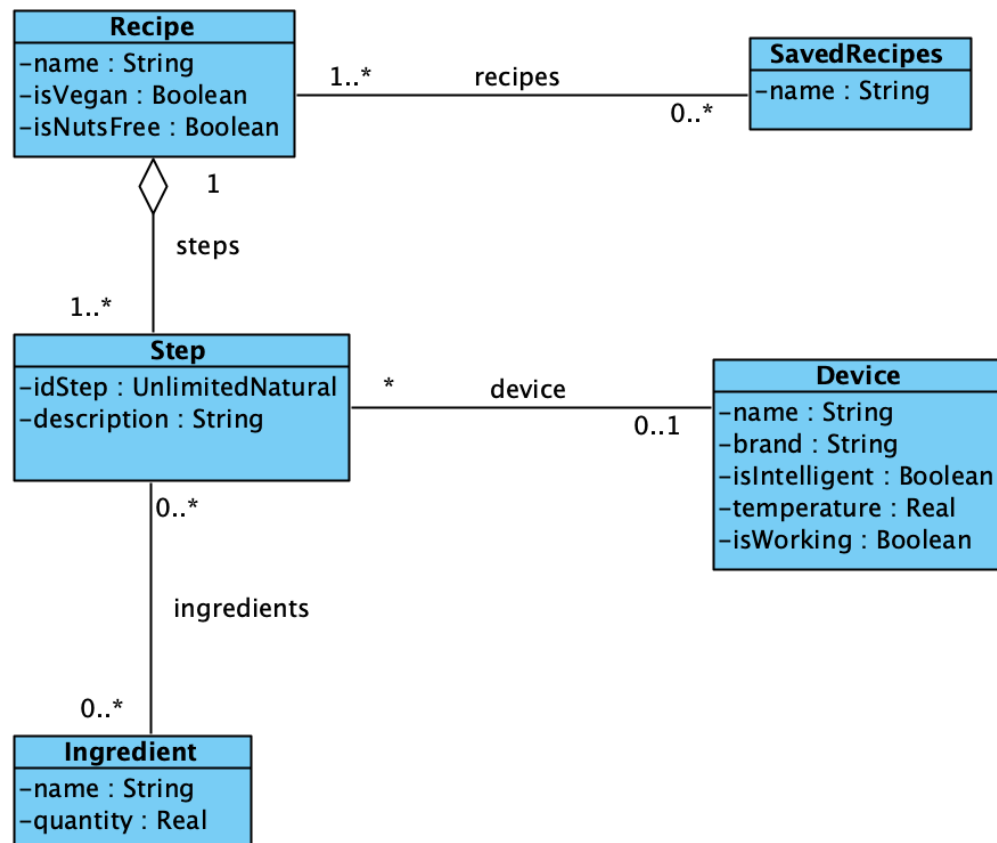 Recipe
-name : String
-isVegan : Boolean
-isNutsFree : Boolean
1..*
recipes
0..*
SavedRecipes
-name : String
1
steps
1..*
Step
-idStep : UnlimitedNatural
-description : String
*
device
0..1
Device
-name : String
-brand : String
-isIntelligent : Boolean
-temperature : Real
-isWorking : Boolean
0..*
ingredients
0..*
Ingredient
-name : String
-quantity : Real